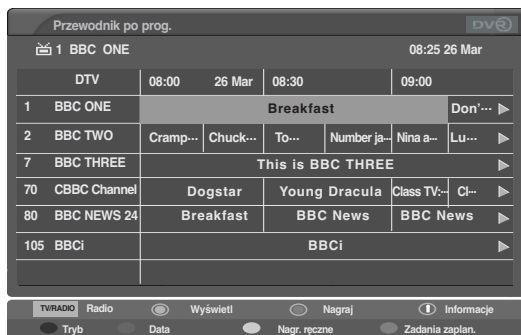 Przewodnik po prog. DVR
1 BBC ONE 08:25 26 Mar
DTV 08:00 26 Mar 08:30 09:00
1 BBC ONE Breakfast Don'···
2 BBC TWO Cramp··· Chuck··· To··· Number ja··· Nina a··· Lu···
7 BBC THREE This is BBC THREE
70 CBBC Channel Dogstar Young Dracula Class TV:··· Cl···
80 BBC NEWS 24 Breakfast BBC News BBC News
105 BBCi BBCi
TV/RADIO Radio Wyświetl Nagraj Informacje
Tryb Data Nagr. ręczne Zadania zaplan.